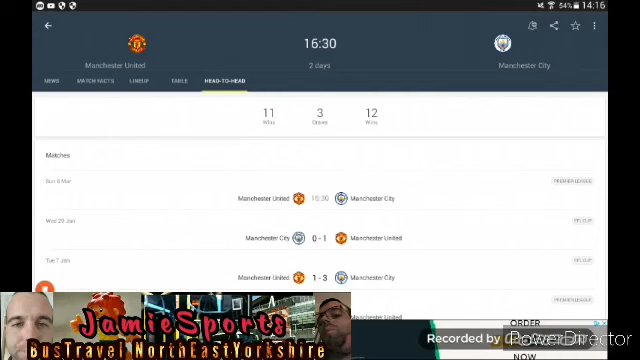 54% 14:16
16:30
Manchester United
2 days
Manchester City
NEWS MATCH FACTS LINEUP TABLE HEAD-TO-HEAD
11 3 12
Wins Draws Wins
Matches
Sun 8 Mar PREMIER LEAGUE
Manchester United 16:30 Manchester City
Wed 29 Jan EFL CUP
Manchester City 0 - 1 Manchester United
Tue 7 Jan EFL CUP
Manchester United 1 - 3 Manchester City
PREMIER LEAGUE
Manchester United
JamieSports
BusTravel NorthEastYorkshire
ORDER
Recorded by
PowerDirector
NOW